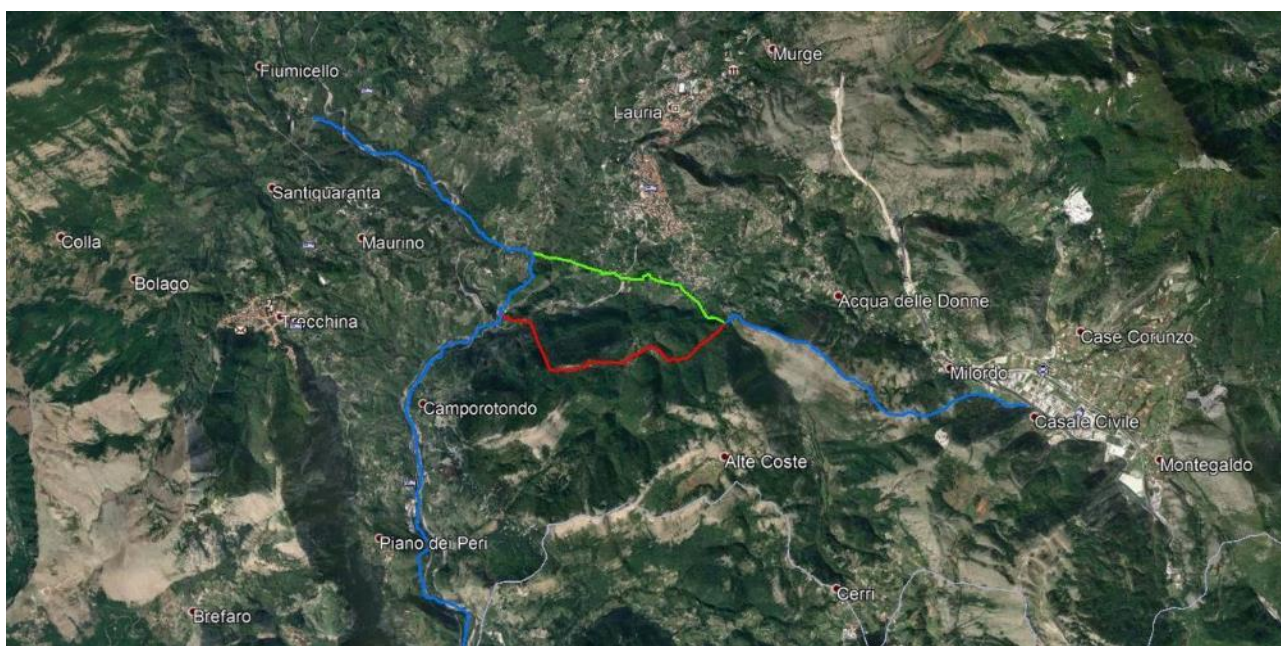 Murge
Fiumicello
Lauria
Santiquaranta
Colla
Maurino
Bolago
Acqua delle Donne
Trecchina
Case Corunzo
Milordo
Camporotondo
Casale Civile
Alte Coste
Montegaldo
Piano dei Peri
Cerri
Brefaro